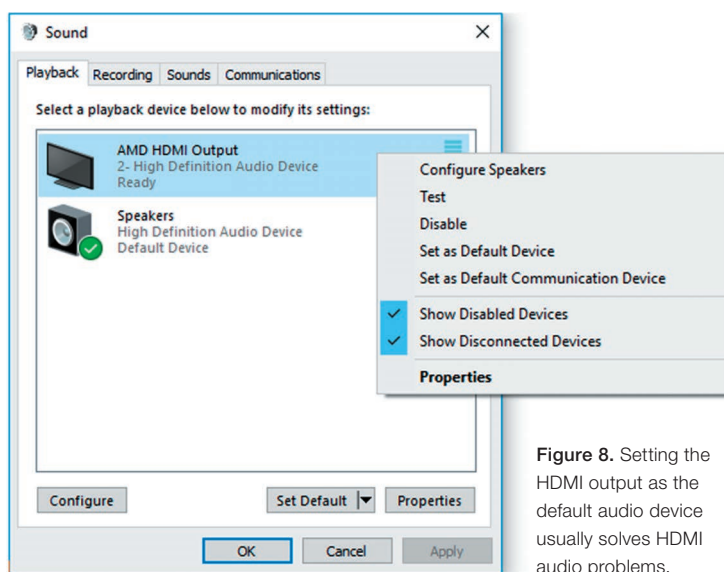 Sound
Playback Recording Sounds Communications
Select a playback device below to modify its settings:
AMD HDMI Output
2- High Definition Audio Device
Ready
Speakers
High Definition Audio Device
Default Device
Configure Speakers
Test
Disable
Set as Default Device
Set as Default Communication Device
Show Disabled Devices
Show Disconnected Devices
Properties
Configure Set Default Properties
OK Cancel Apply
Figure 8. Setting the
HDMI output as the
default audio device
usually solves HDMI
audio problems.